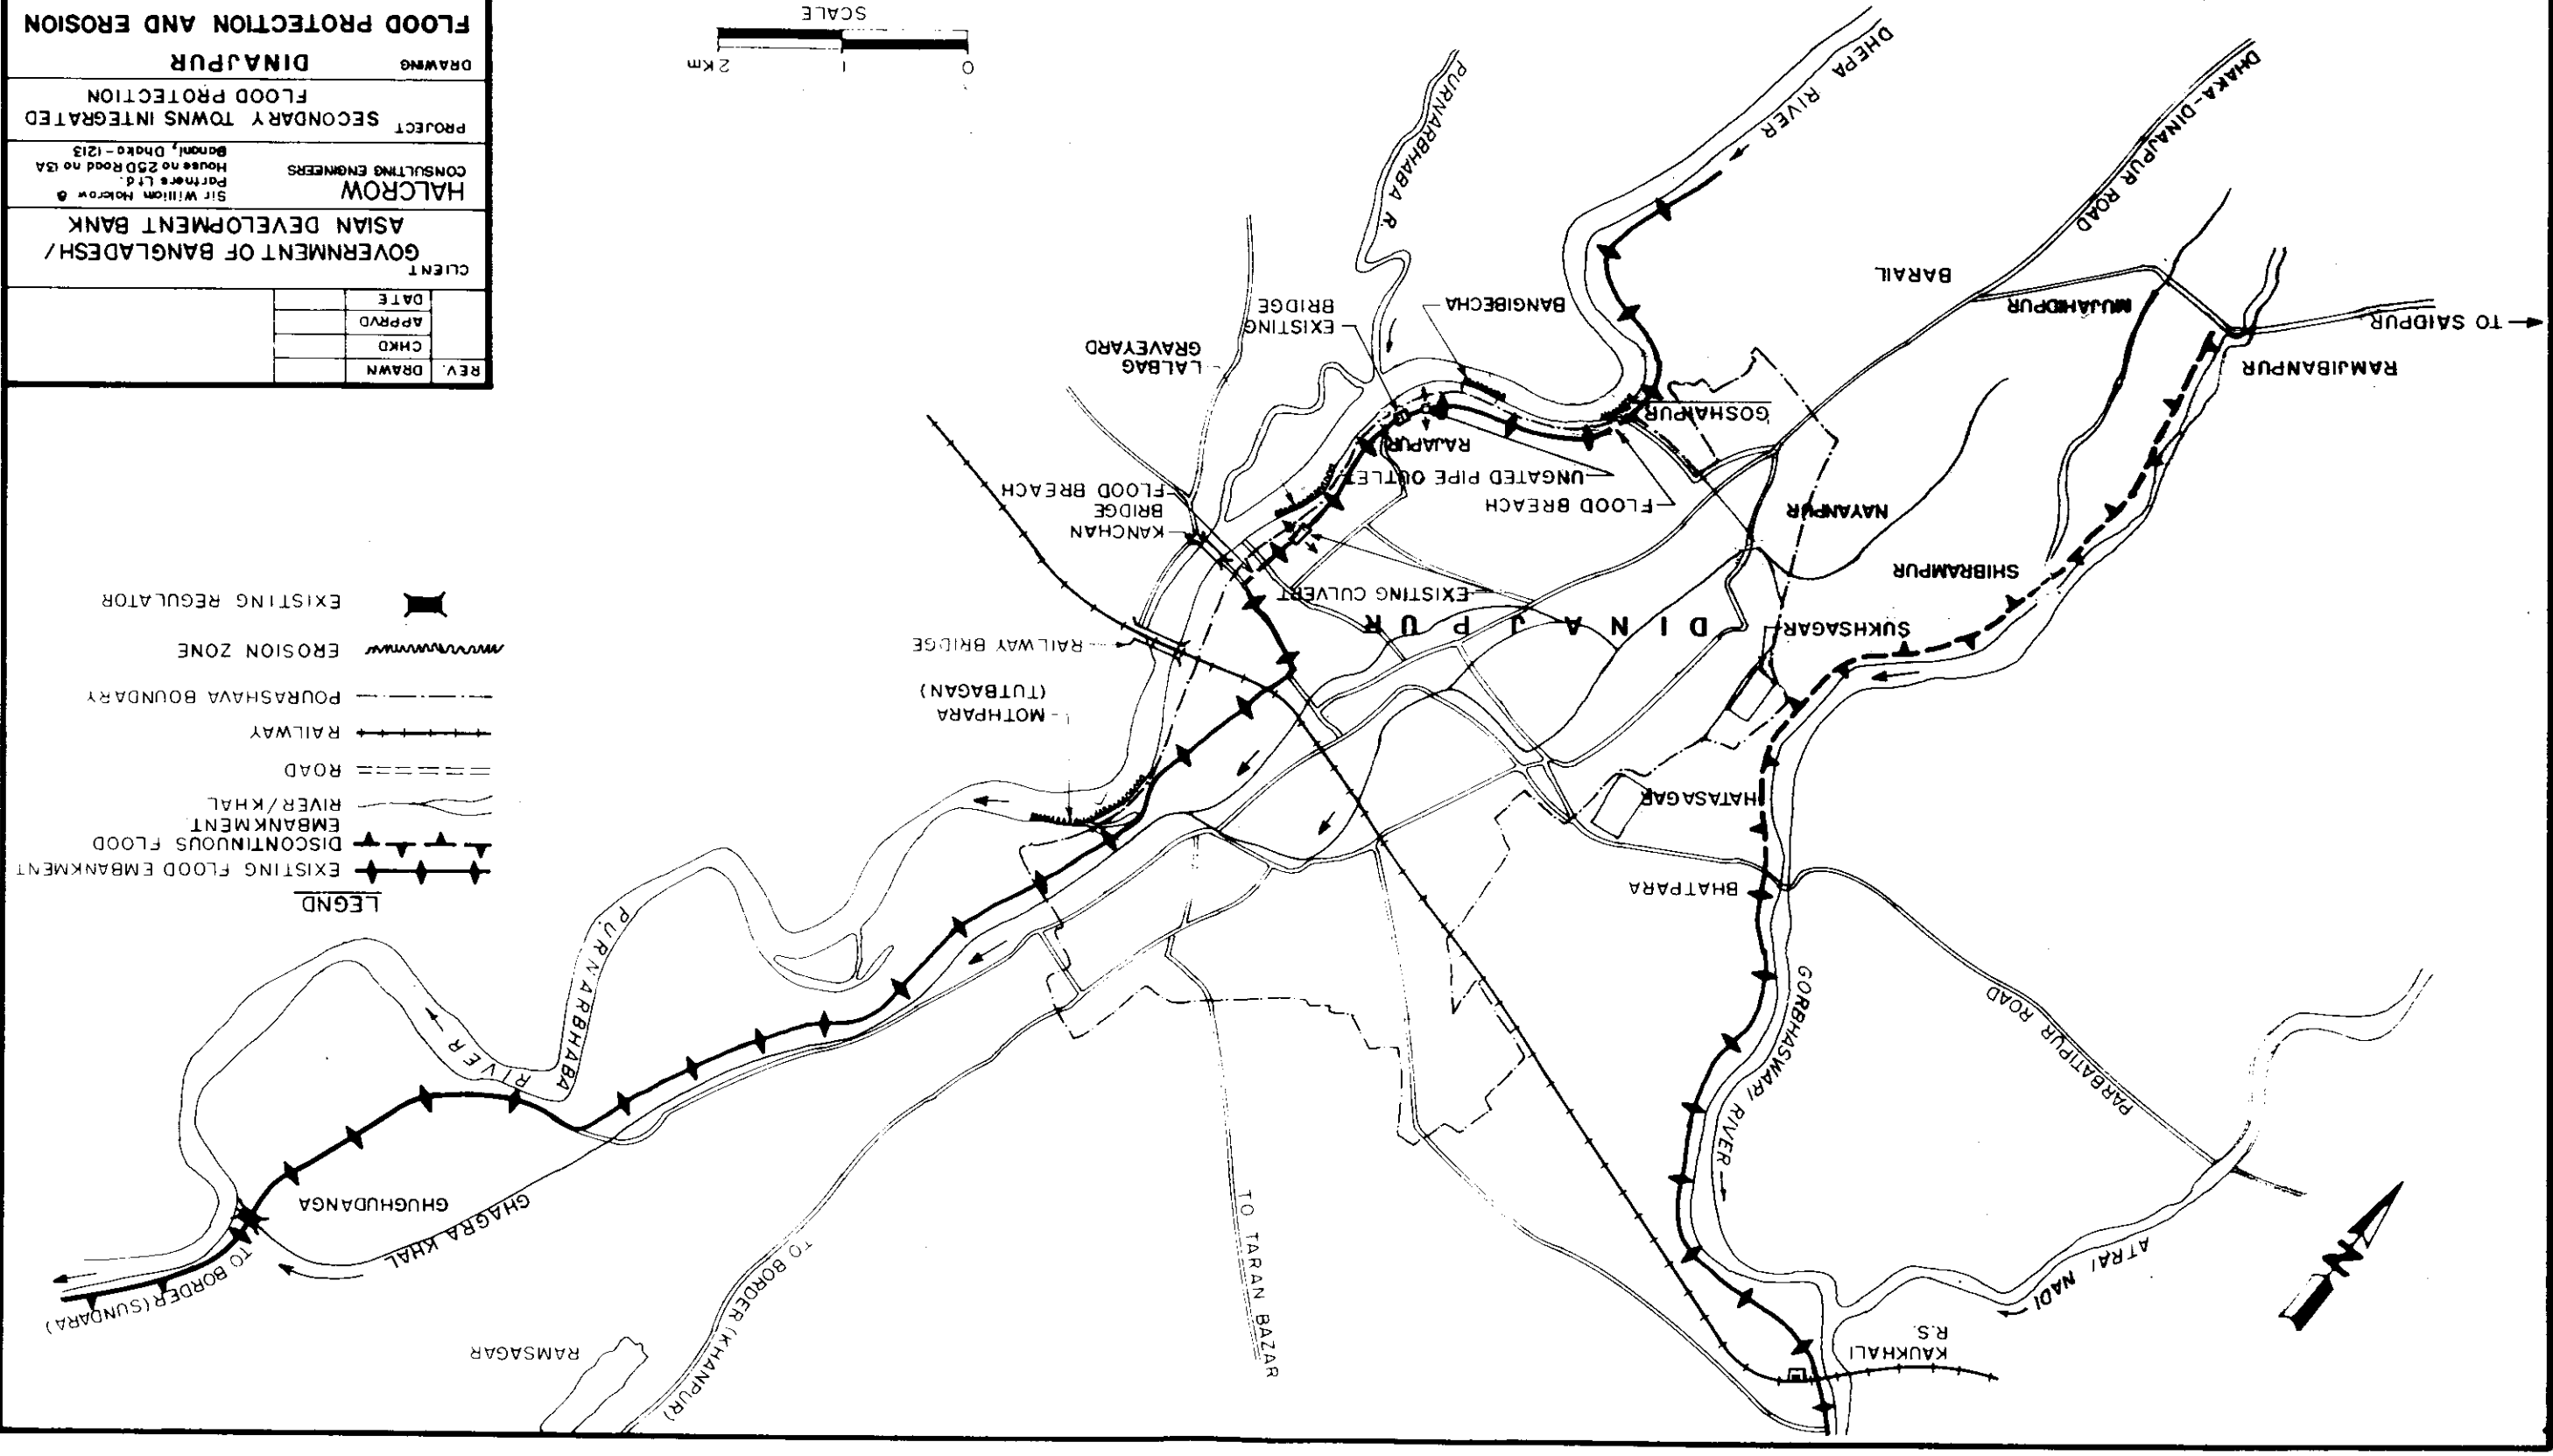 KAUKHALI
R.S.
RAMSAGAR
TO BORDER (KHANPUR)
TO TARAN BAZAR
ATRAI NADI
TO BORDER (SUNDARA)
GHUGHUDANGA
GHAGRA KHAL
N
PARBATIPUR ROAD
GORBHASWARI RIVER
PURNARBHABA
RIVER
BHATPARA
HATASAGAR
MOTHPARA
(TUTBAGAN)
RAILWAY BRIDGE
SUKHSAGAR
DINAJPUR
EXISTING CULVERT
SHIBRAMPUR
KANCHAN
BRIDGE
FLOOD BREACH
NAYANPUR
FLOOD BREACH
UNGATED PIPE OUTLET
RAJAPUR
GOSHAIPUR
RAMJIBANPUR
TO SAIDPUR
MUJAHIDPUR
BARAIL
LALBAG
GRAVEYARD
EXISTING
BRIDGE
BANGIBECHA
DHAKA-DINAJPUR ROAD
PURNARBHABA R.
DHEPA RIVER
LEGND
EXISTING FLOOD EMBANKMENT
DISCONTINUOUS FLOOD
EMBANKMENT
RIVER/KHAL
ROAD
RAILWAY
POURASHAVA BOUNDARY
EROSION ZONE
EXISTING REGULATOR
0 1 2 Km
SCALE
REV. DRAWN
CHKD
APPRVD
DATE
CLIENT
GOVERNMENT OF BANGLADESH/
ASIAN DEVELOPMENT BANK
HALCROW
CONSULTING ENGINEERS
Sir William Halcrow &
Partners Ltd.
House no 25D Road no 13A
Banani, Dhaka-1213
PROJECT SECONDARY TOWNS INTEGRATED
FLOOD PROTECTION
DRAWING DINAJPUR
FLOOD PROTECTION AND EROSION